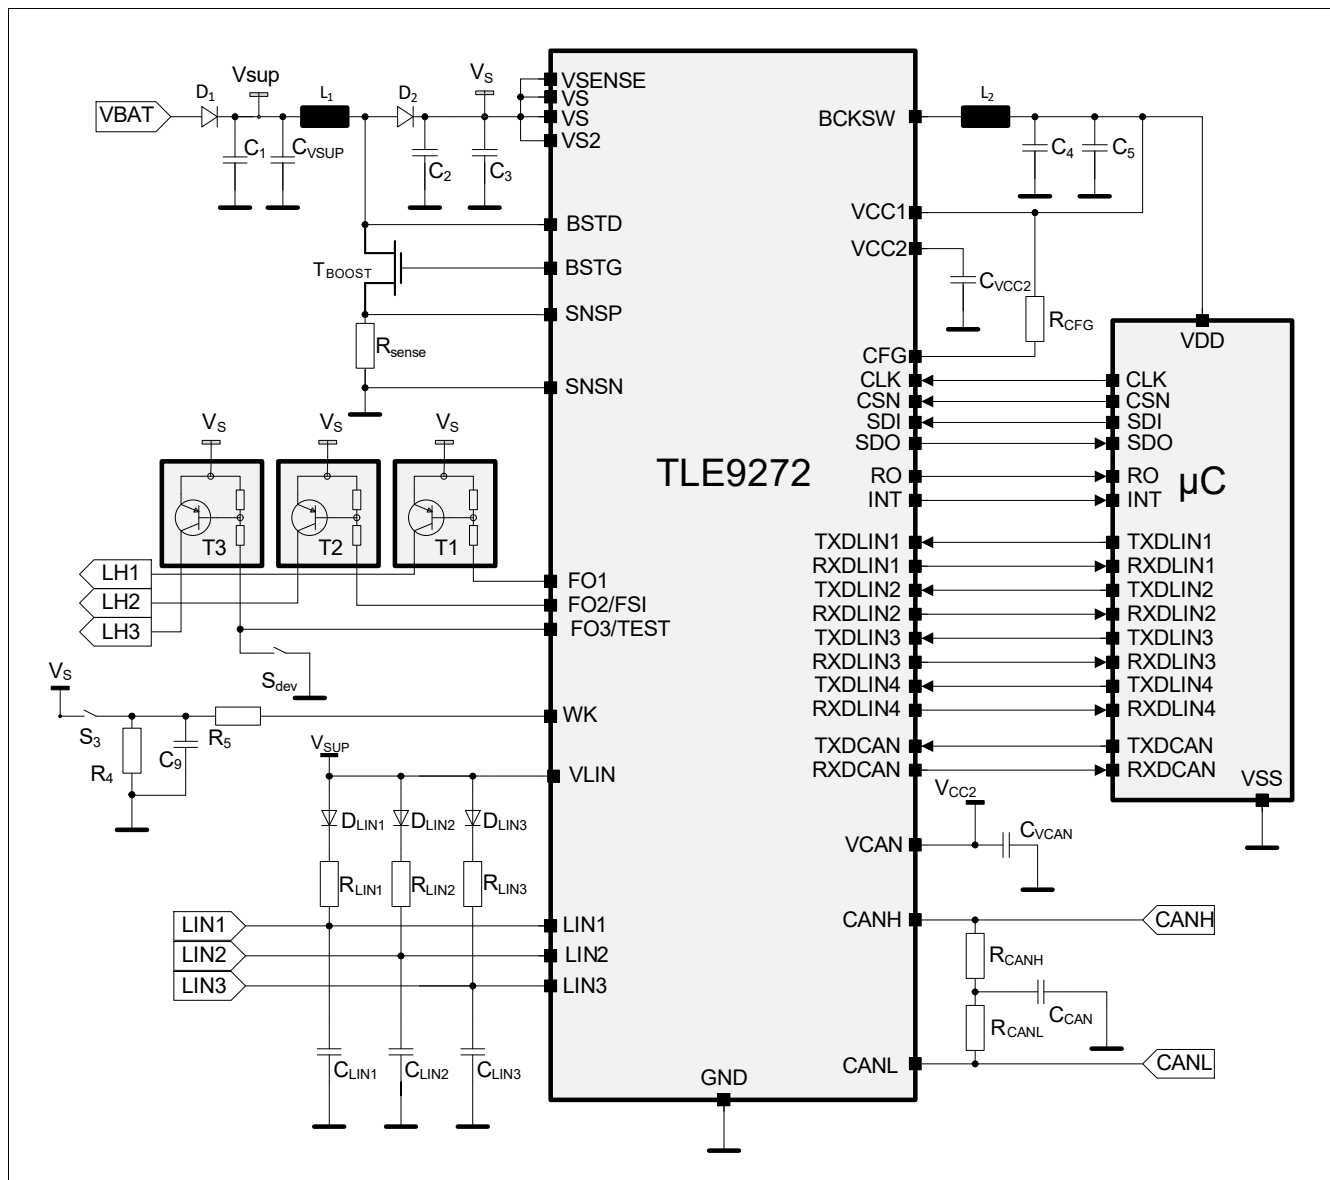 Vsup
VBAT
D1
L1
D2
VS
C1
CVSUP
C2
C3
VSENSE
VS
VS
VS2
BCKSW
L2
C4
C5
BSTD
VCC1
VCC2
CVCC2
TBOOST
BSTG
SNSP
Rsense
SNSN
RCFG
VDD
CFG
CLK
CLK
CSN
CSN
SDI
SDI
SDO
SDO
RO
RO
INT
INT
TLE9272
µC
VS
VS
VS
T3
T2
T1
LH1
LH2
LH3
FO1
FO2/FSI
FO3/TEST
Sdev
TXDLIN1
TXDLIN1
RXDLIN1
RXDLIN1
TXDLIN2
TXDLIN2
RXDLIN2
RXDLIN2
TXDLIN3
TXDLIN3
RXDLIN3
RXDLIN3
TXDLIN4
TXDLIN4
RXDLIN4
RXDLIN4
TXDCAN
TXDCAN
RXDCAN
RXDCAN
VSS
VS
S3
R4
C9
R5
WK
VSUP
VLIN
DLIN1
DLIN2
DLIN3
RLIN1
RLIN2
RLIN3
VCC2
CVCAN
VCAN
LIN1
LIN1
LIN2
LIN2
LIN3
LIN3
CANH
CANH
RCANH
CCAN
RCANL
CANL
CANL
CLIN1
CLIN2
CLIN3
GND